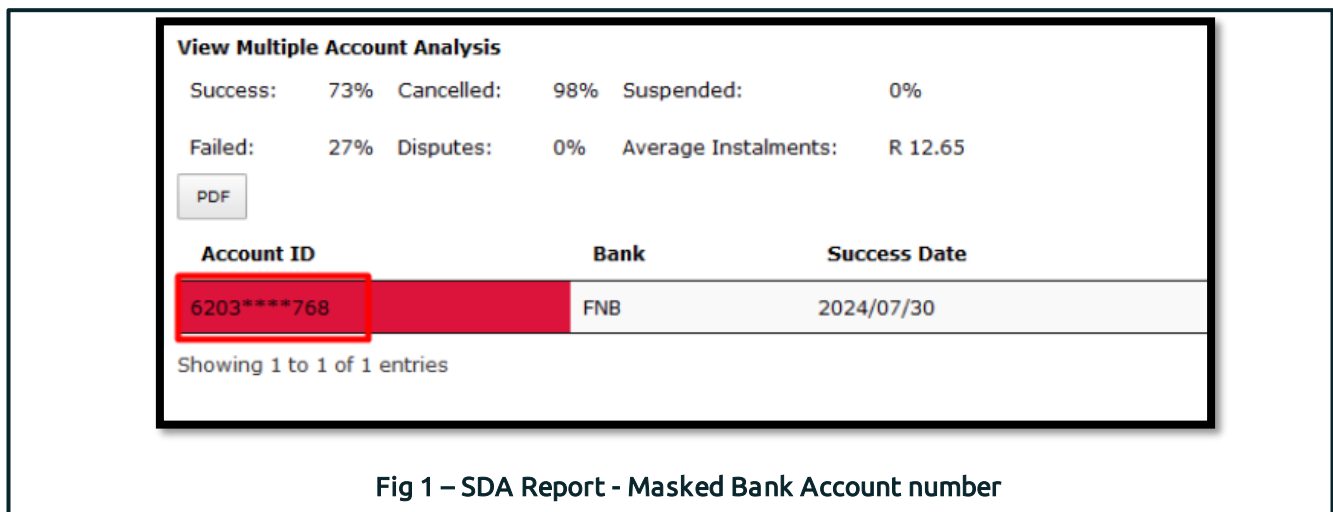 View Multiple Account Analysis
Success: 73% Cancelled: 98% Suspended: 0%
Failed: 27% Disputes: 0% Average Instalments: R 12.65
PDF
Account ID Bank Success Date
6203****768 FNB 2024/07/30
Showing 1 to 1 of 1 entries
Fig 1 – SDA Report - Masked Bank Account number